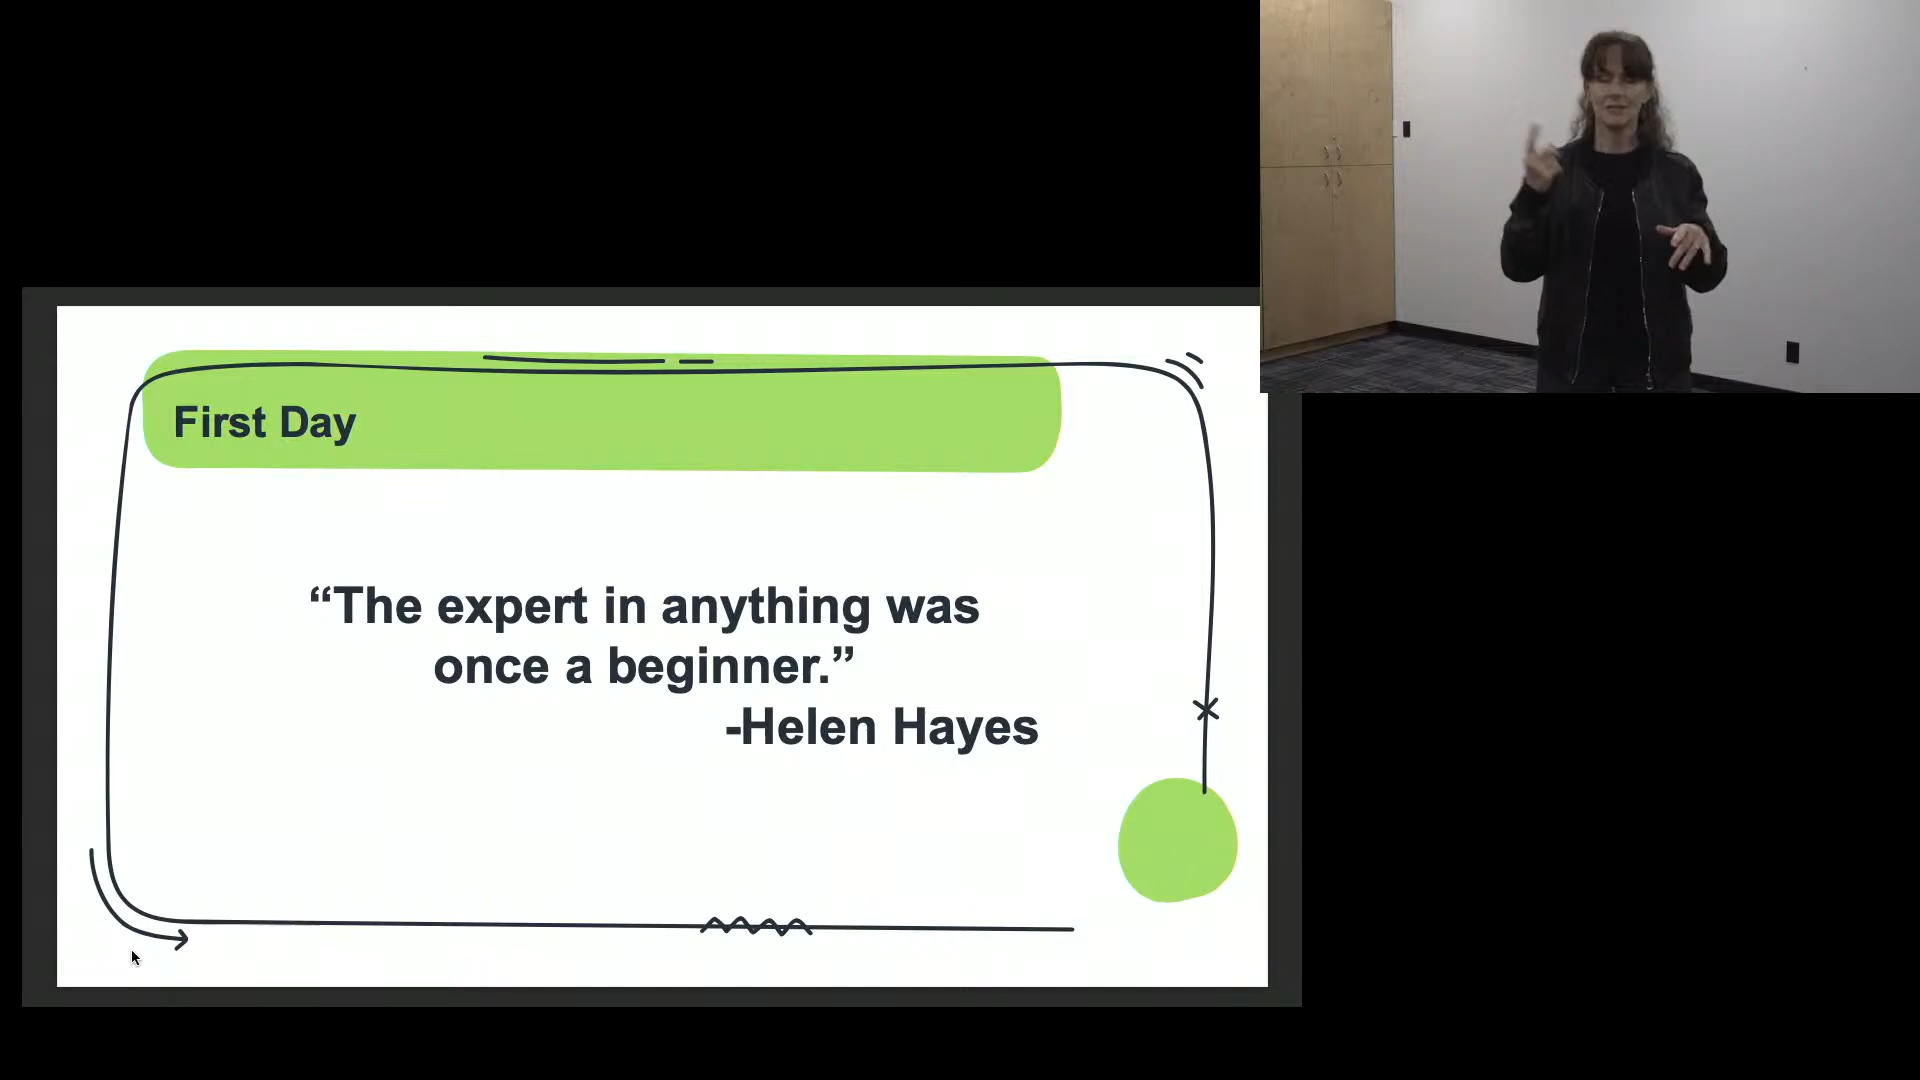 First Day
“The expert in anything was
once a beginner.”
-Helen Hayes